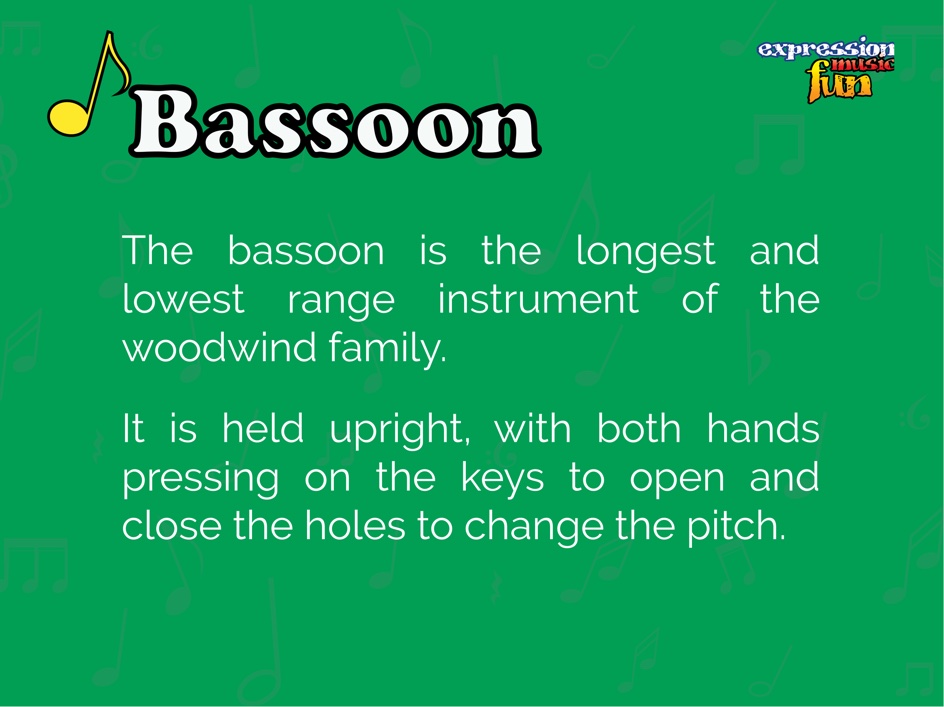 expression
music
fun
Bassoon
The bassoon is the longest and
lowest range instrument of the
woodwind family.
It is held upright, with both hands
pressing on the keys to open and
close the holes to change the pitch.